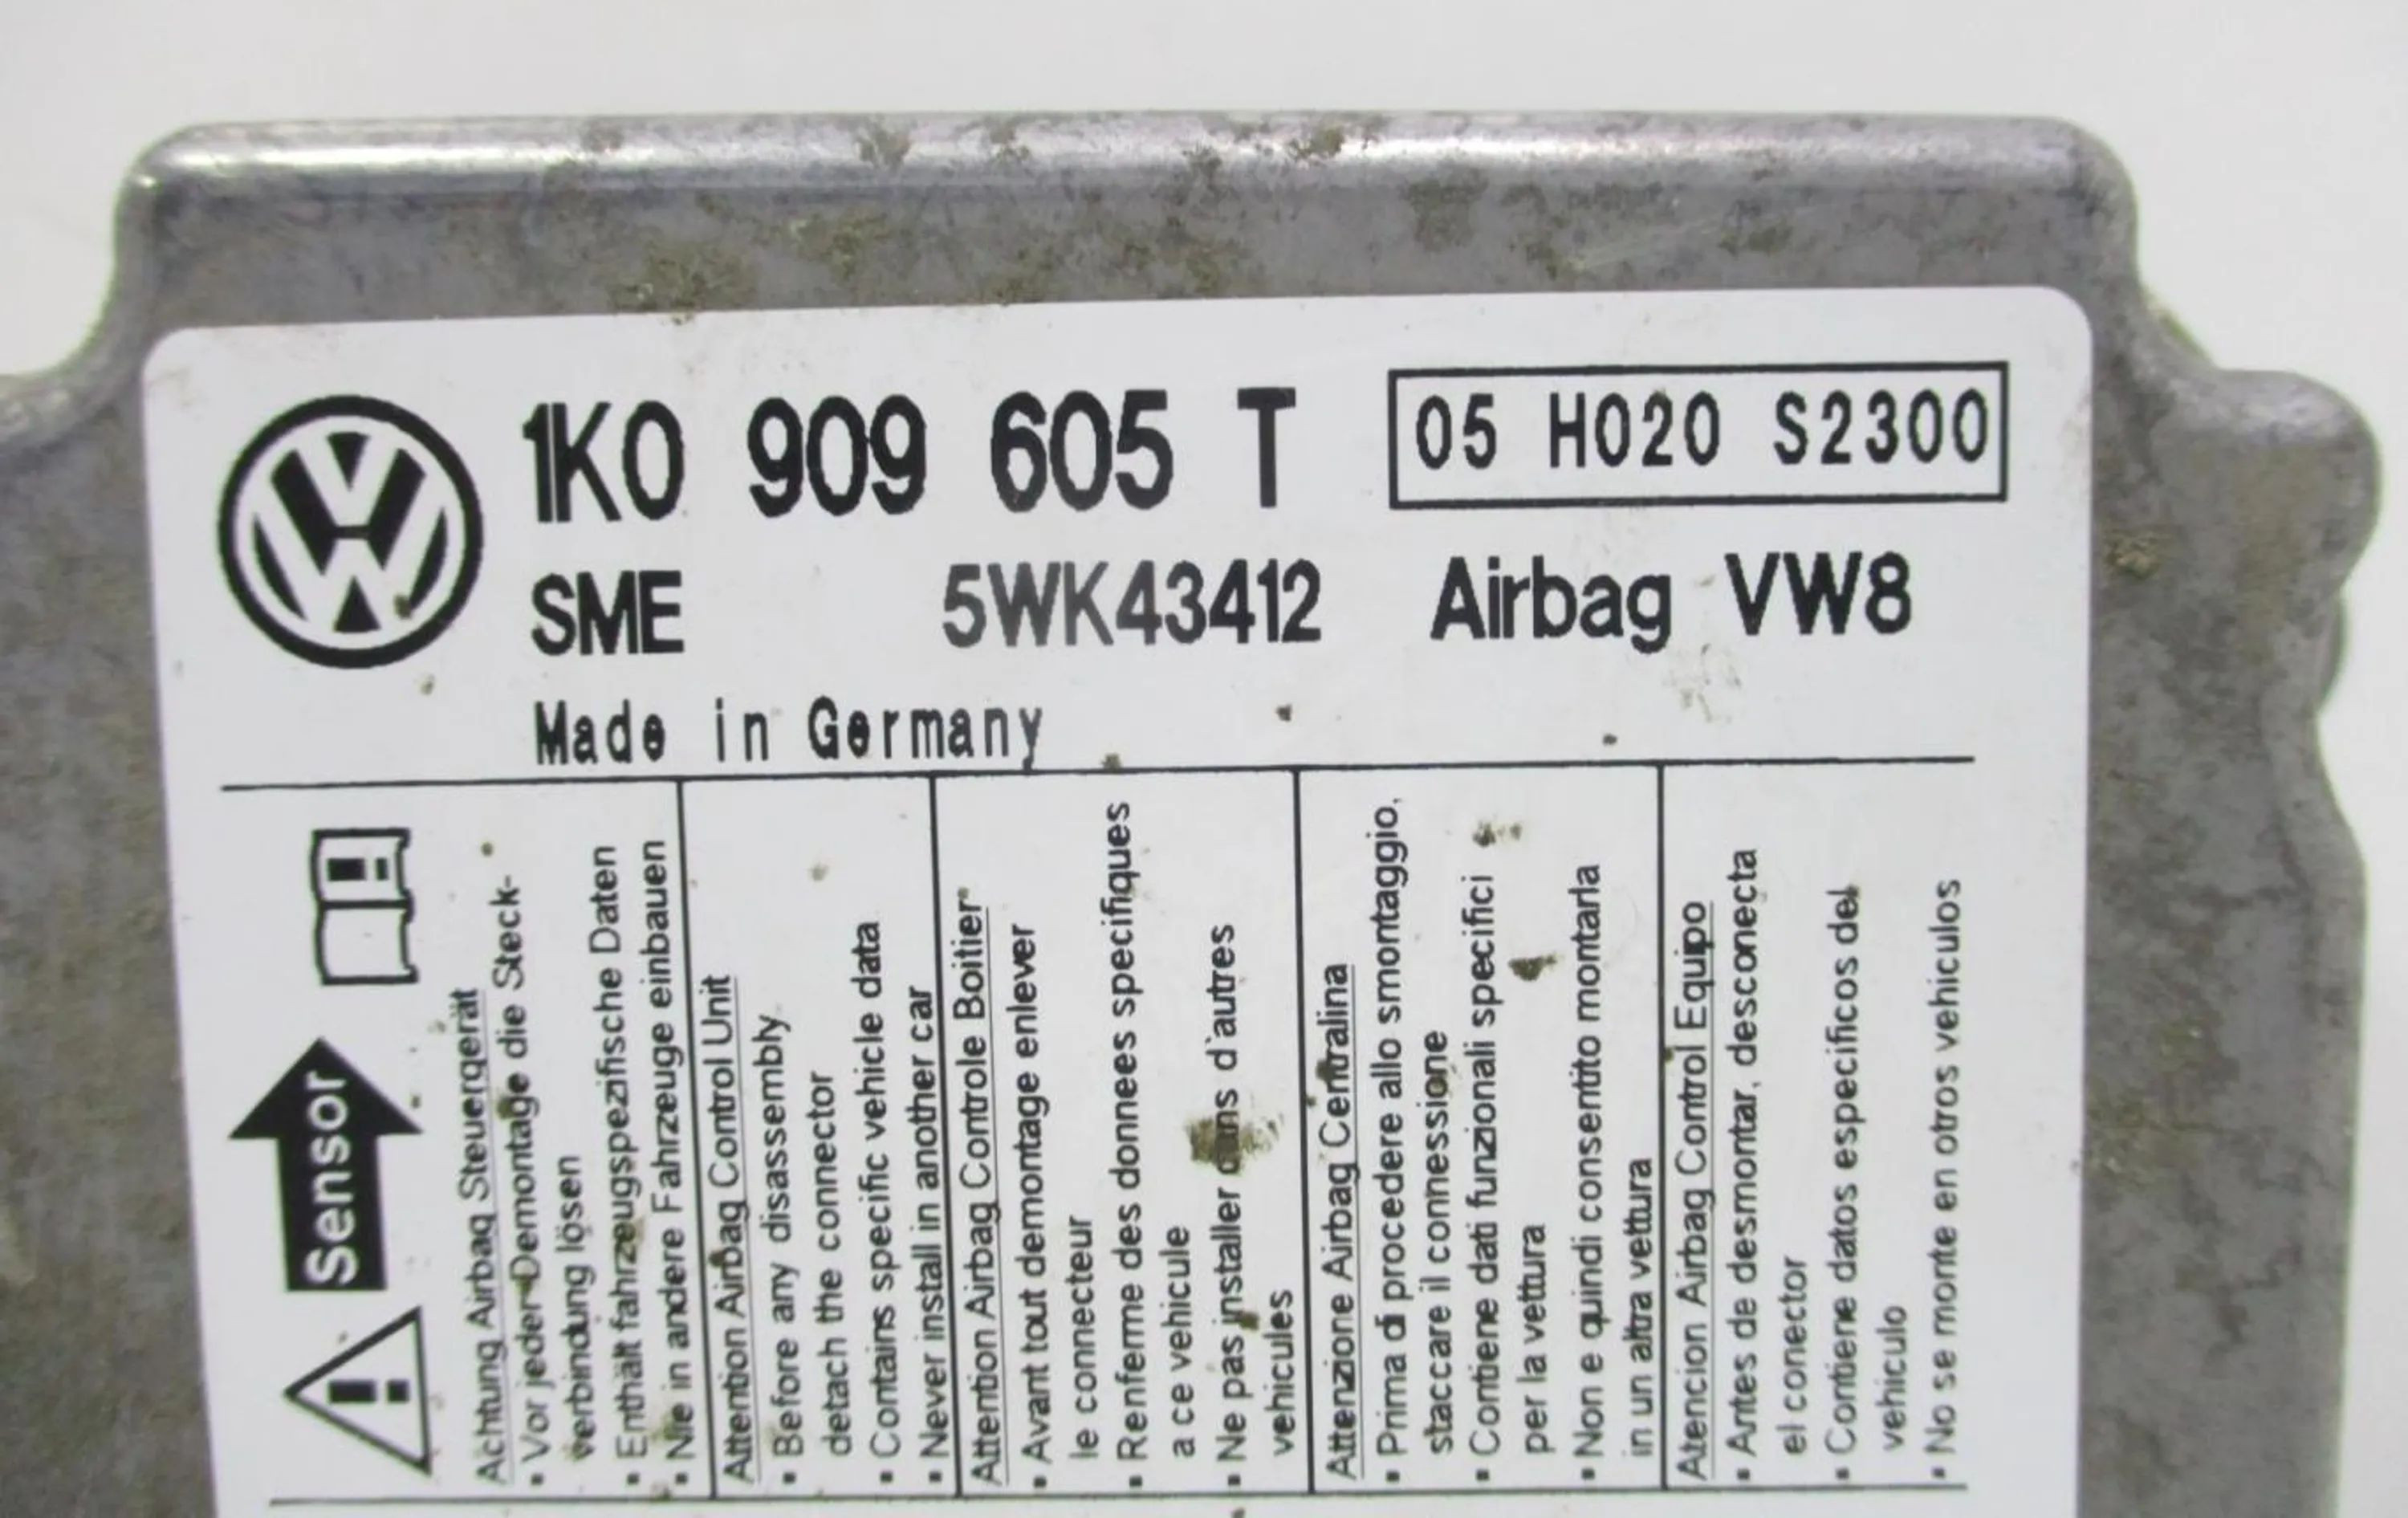 1K0 909 605 T 05 H020 S2300
SME 5WK43412 Airbag VW8
Made in Germany
Sensor
Achtung Airbag Steuergerät
• Vor jeder Demontage die Steck-
verbindung lösen
• Enthält fahrzeugspezifische Daten
• Nie in andere Fahrzeuge einbauen
Attention Airbag Control Unit
• Before any disassembly
detach the connector
• Contains specific vehicle data
• Never install in another car
Attention Airbag Controle Boitier
• Avant tout demontage enlever
le connecteur
• Renferme des donnees specifiques
a ce vehicule
• Ne pas installer dans d'autres
vehicules
Attenzione Airbag Centralina
• Prima di procedere allo smontaggio,
staccare il connessione
• Contiene dati funzionali specifici
per la vettura
• Non e quindi consentito montarla
in un altra vettura
Atencion Airbag Control Equipo
• Antes de desmontar, desconecta
el conector
• Contiene datos especificos del
vehiculo
• No se monte en otros vehiculos